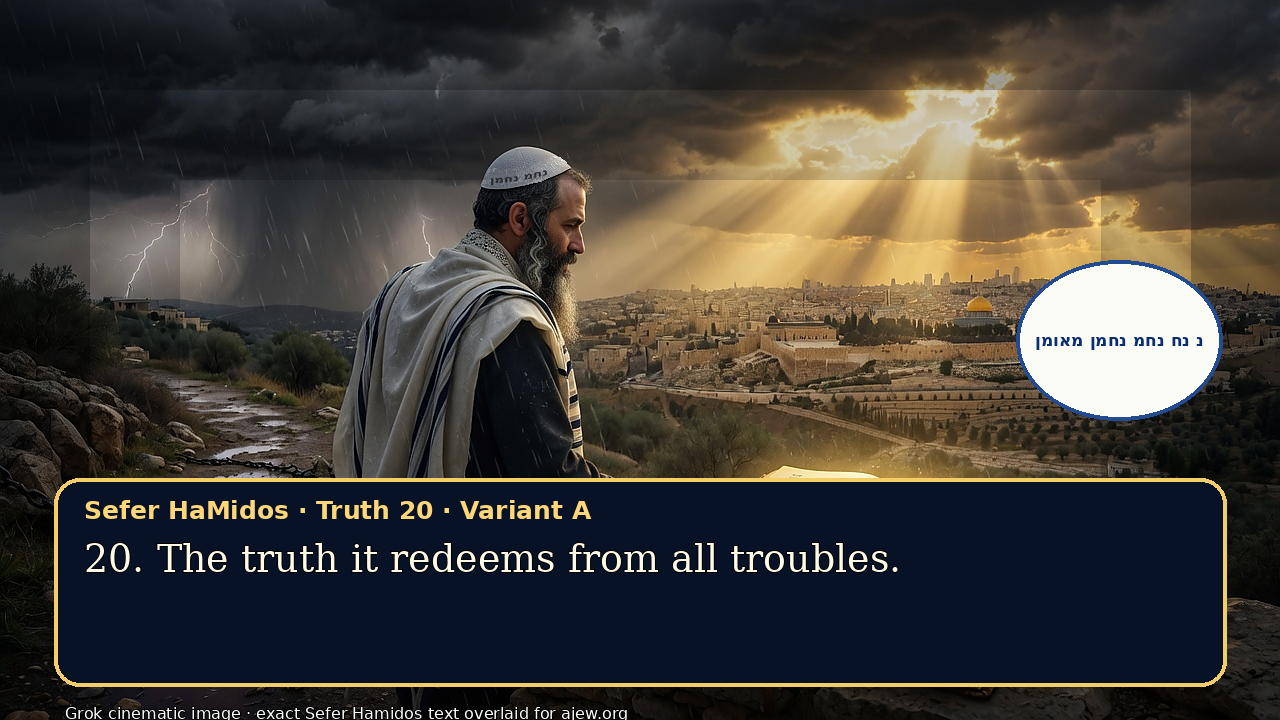 נחמ נחמן
נ נח נחמ נחמן מאומן
Sefer HaMidos · Truth 20 · Variant A
20. The truth it redeems from all troubles.
Grok cinematic image · exact Sefer Hamidos text overlaid for ajew.org